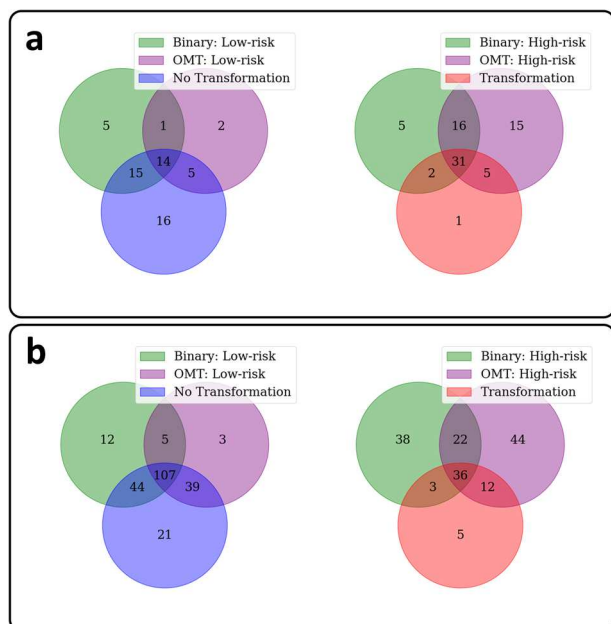 a
Binary: Low-risk
OMT: Low-risk
No Transformation
5
1
2
14
15
5
16
Binary: High-risk
OMT: High-risk
Transformation
5
16
15
31
2
5
1
b
Binary: Low-risk
OMT: Low-risk
No Transformation
12
5
3
107
44
39
21
Binary: High-risk
OMT: High-risk
Transformation
38
22
44
36
3
12
5